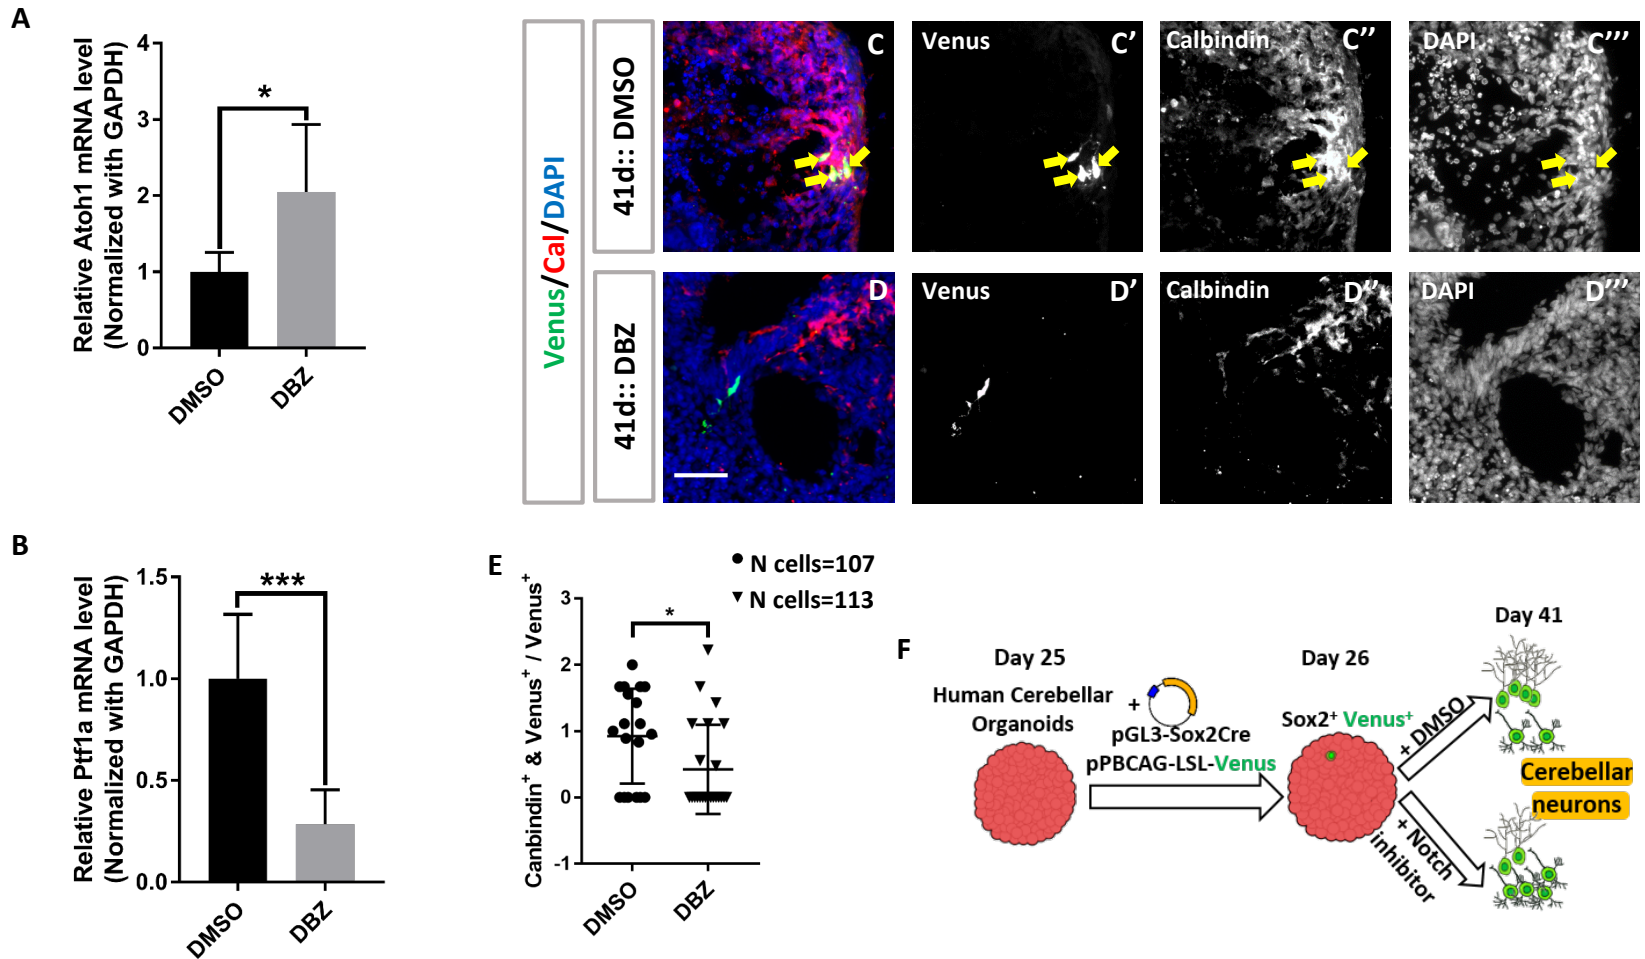 A
Relative Atoh1 mRNA level
(Normalized with GAPDH)
4
3
2
1
0
*
DMSO
DBZ
Venus/Cal/DAPI
41d:: DMSO
41d:: DBZ
C
Venus
C’
Calbindin
C’’
DAPI
C’’’
D
Venus
D’
Calbindin
D’’
DAPI
D’’’
B
Relative Ptf1a mRNA level
(Normalized with GAPDH)
1.5
1.0
0.5
0.0
***
DMSO
DBZ
E
Canbindin+ & Venus+ / Venus+
N cells=107
N cells=113
3
2
1
0
-1
*
DMSO
DBZ
F
Day 25
Human Cerebellar
Organoids
+
pGL3-Sox2Cre
pPBCAG-LSL-Venus
Day 26
Sox2+ Venus+
+ DMSO
+ Notch
inhibitor
Day 41
Cerebellar
neurons